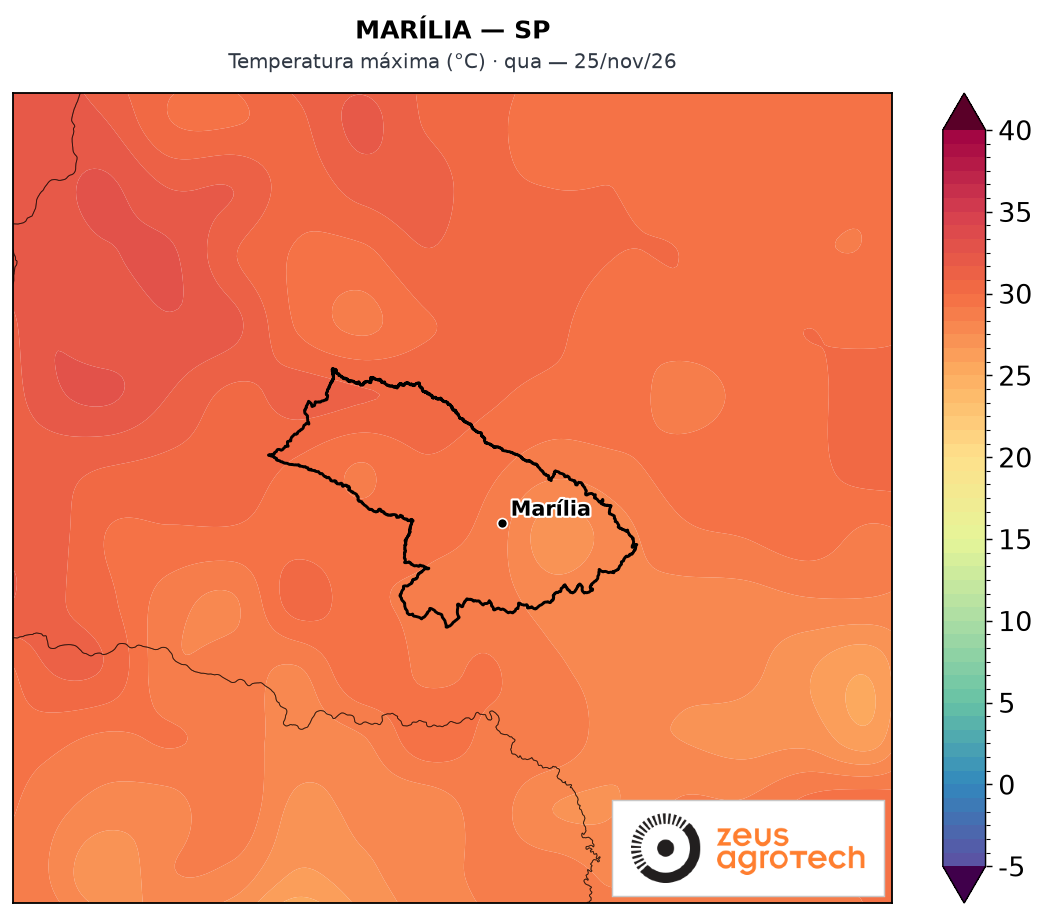 MARÍLIA — SP
Temperatura máxima (°C) · qua — 25/nov/26
40
35
30
25
20
15
10
5
0
-5
Marília
zeus
agrotech